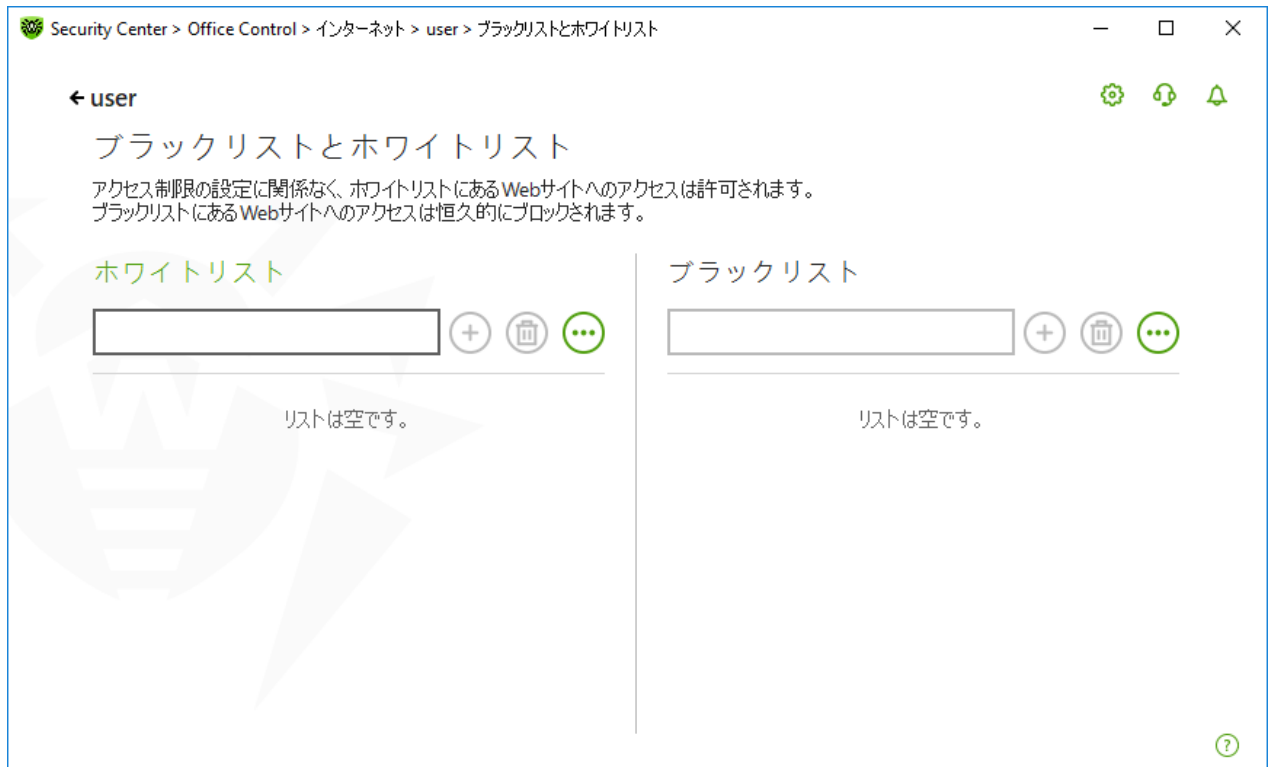 Security Center > Office Control > インターネット > user > ブラックリストとホワイトリスト
user
ブラックリストとホワイトリスト
アクセス制限の設定に関係なく、ホワイトリストにあるWebサイトへのアクセスは許可されます。
ブラックリストにあるWebサイトへのアクセスは恒久的にブロックされます。
ホワイトリスト
ブラックリスト
リストは空です。
リストは空です。